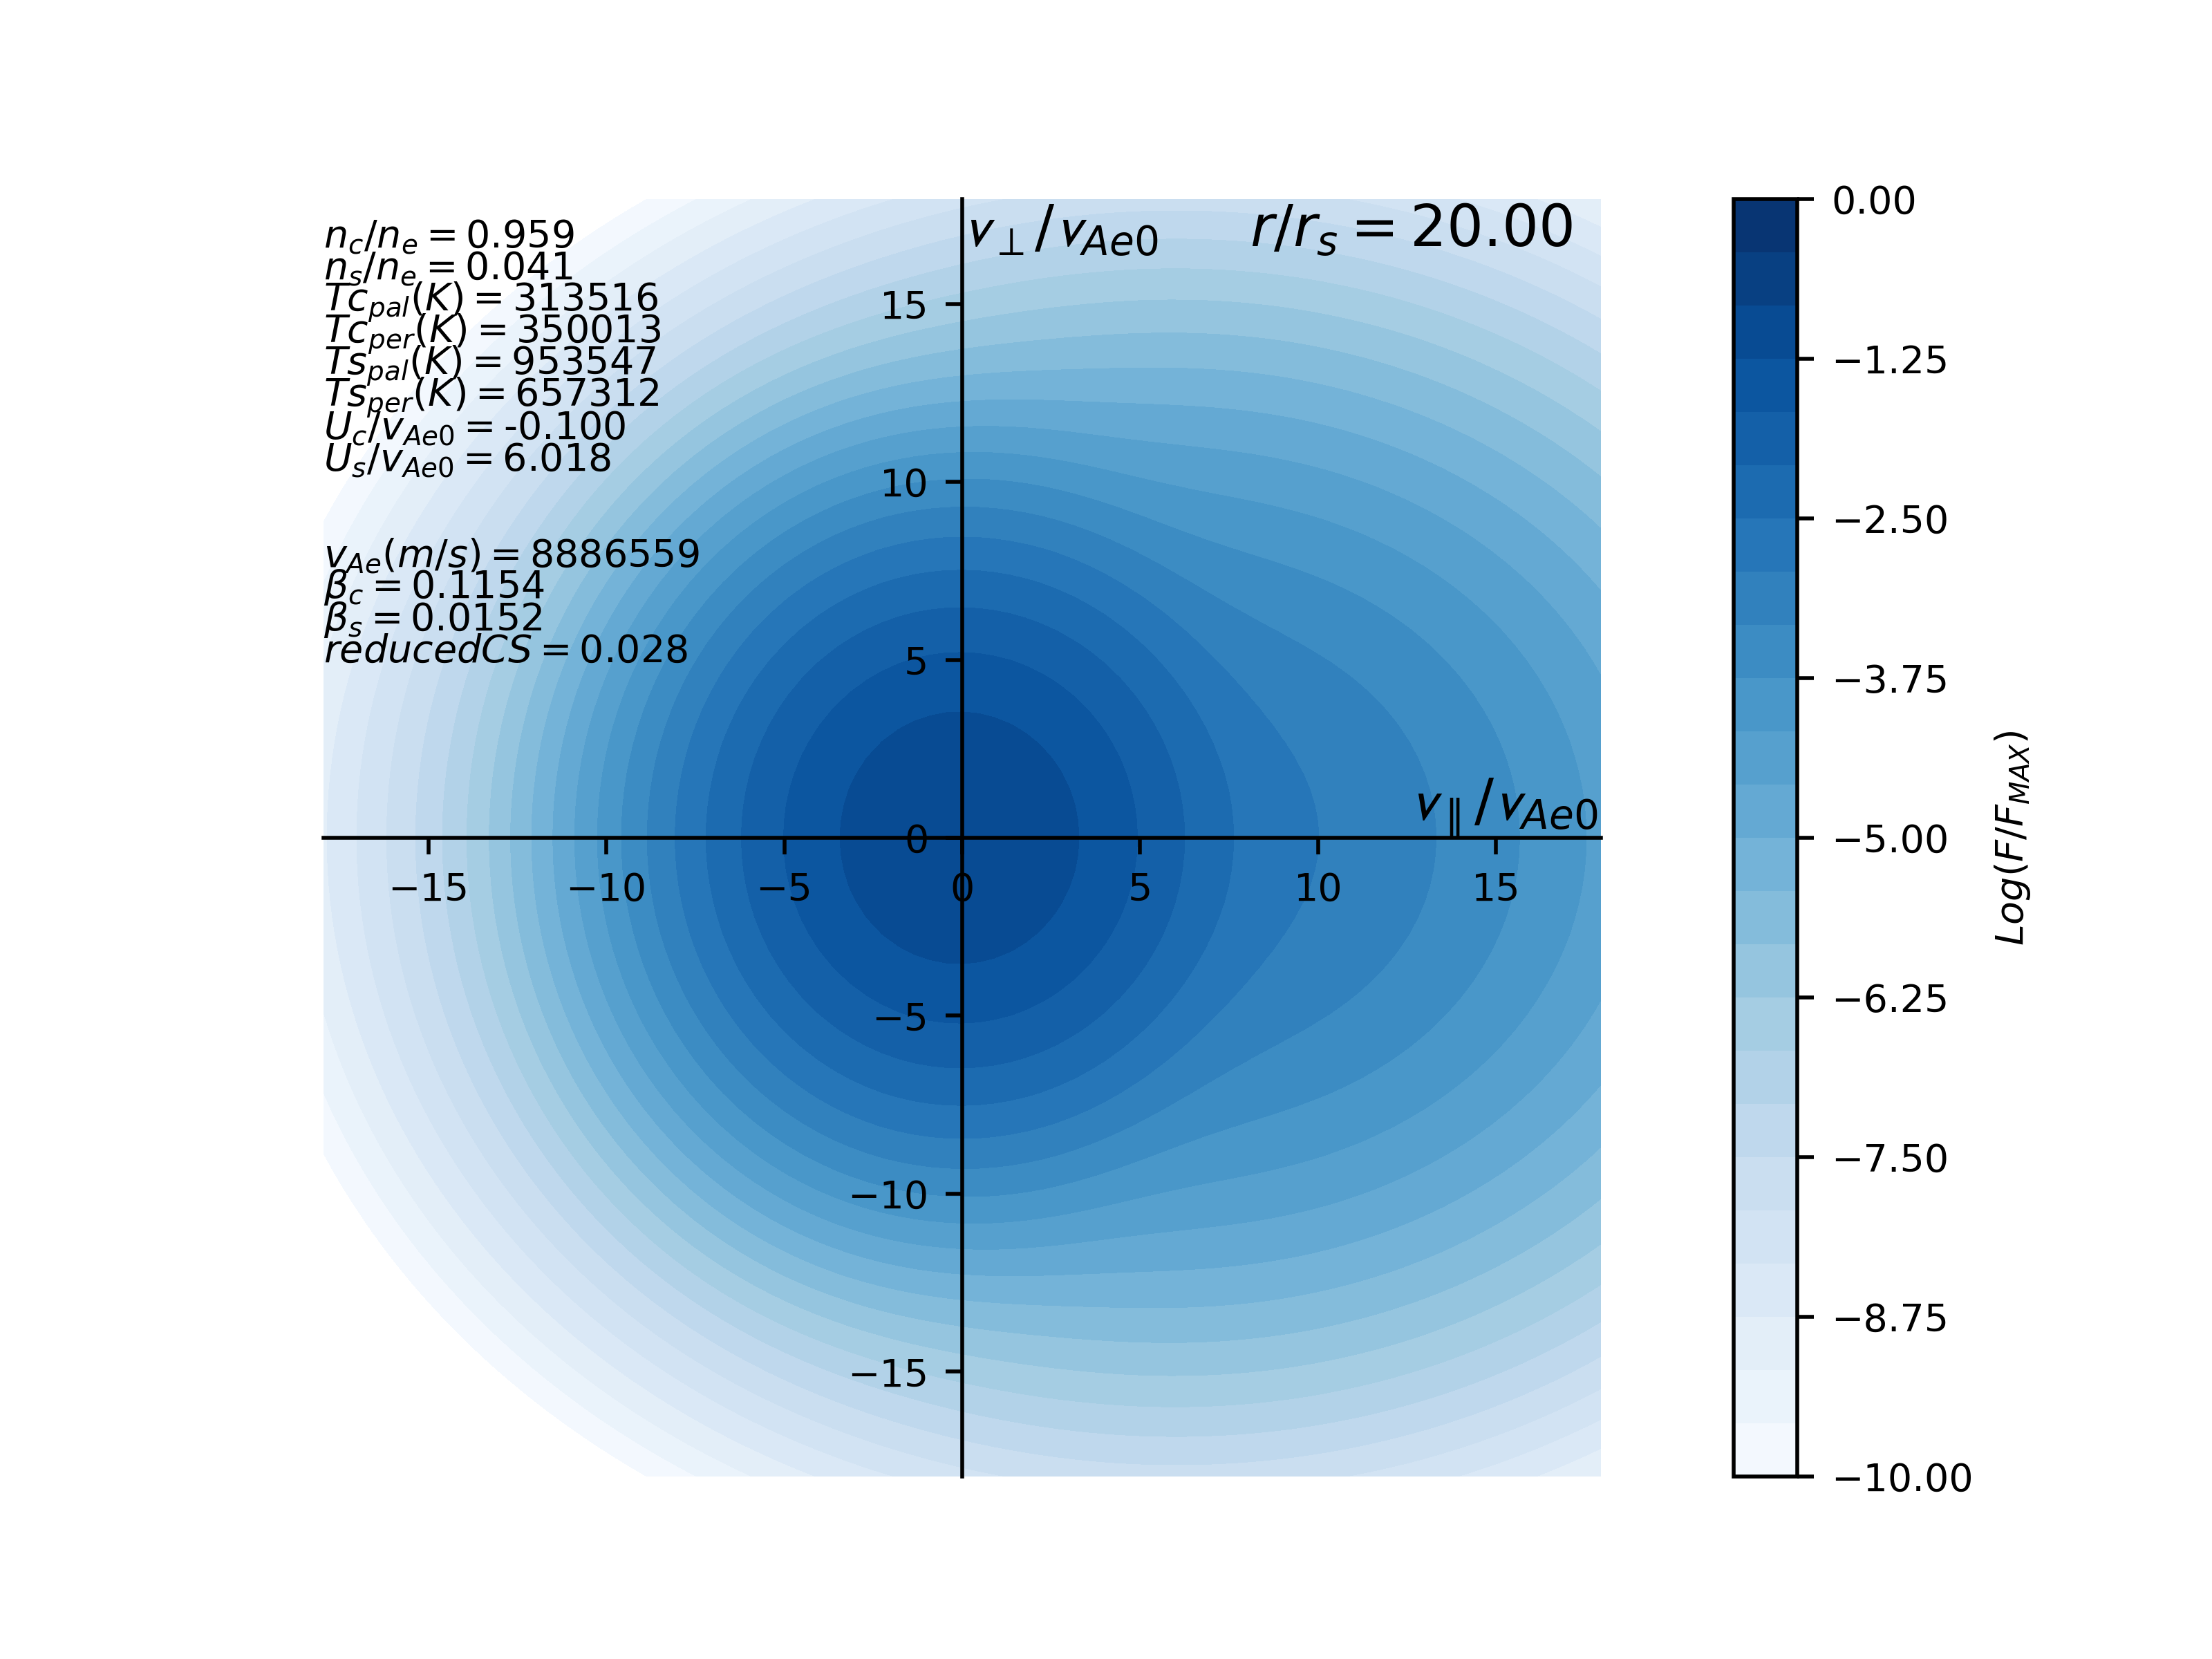 n_c/n_e = 0.959
n_s/n_e = 0.041
Tc_pal(K) = 313516
Tc_per(K) = 350013
Ts_pal(K) = 953547
Ts_per(K) = 657312
U_c/v_Ae0 = -0.100
U_s/v_Ae0 = 6.018
v_Ae(m/s) = 8886559
β_c = 0.1154
β_s = 0.0152
reducedCS = 0.028
v_⊥/v_Ae0
r/r_s = 20.00
15
10
5
0
−5
−10
−15
v_∥/v_Ae0
−15
−10
−5
0
5
10
15
0.00
−1.25
−2.50
−3.75
−5.00
−6.25
−7.50
−8.75
−10.00
Log(F/F_MAX)